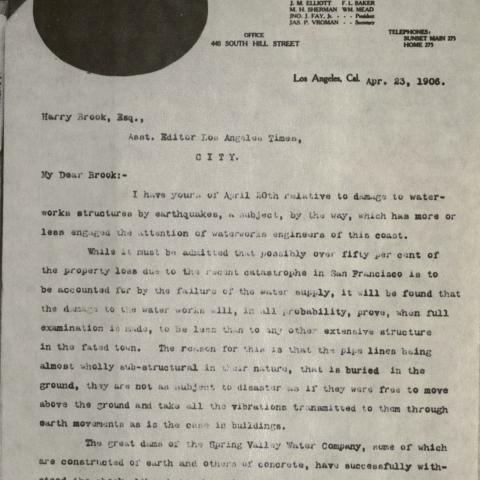 J. M. ELLIOTT F. L. BAKER
M. H. SHERMAN WM. MEAD
JNO. J. FAY, Jr. - - - President
JAS. P. VROMAN - - Secretary
OFFICE
440 SOUTH HILL STREET
TELEPHONES:
SUNSET MAIN 275
HOME 275
Los Angeles, Cal. Apr. 23, 1906.
Harry Brook, Esq.,
Asst. Editor Los Angeles Times,
C I T Y.
My Dear Brook:-
I have yours of April 20th relative to damage to water-
works structures by earthquakes, a subject, by the way, which has more or
less engaged the attention of waterworks engineers of this coast.
While it must be admitted that possibly over fifty per cent of
the property loss due to the recent catastrophe in San Francisco is to
be accounted for by the failure of the water supply, it will be found that
the damage to the water works will, in all probability, prove, when full
examination is made, to be less than to any other extensive structure
in the fated town. The reason for this is that the pipe lines being
almost wholly sub-structural in their nature, that is buried in the
ground, they are not as subject to disaster as if they were free to move
above the ground and take all the vibrations transmitted to them through
earth movements as is the case in buildings.
The great dams of the Spring Valley Water Company, some of which
are constructed of earth and others of concrete, have successfully with-